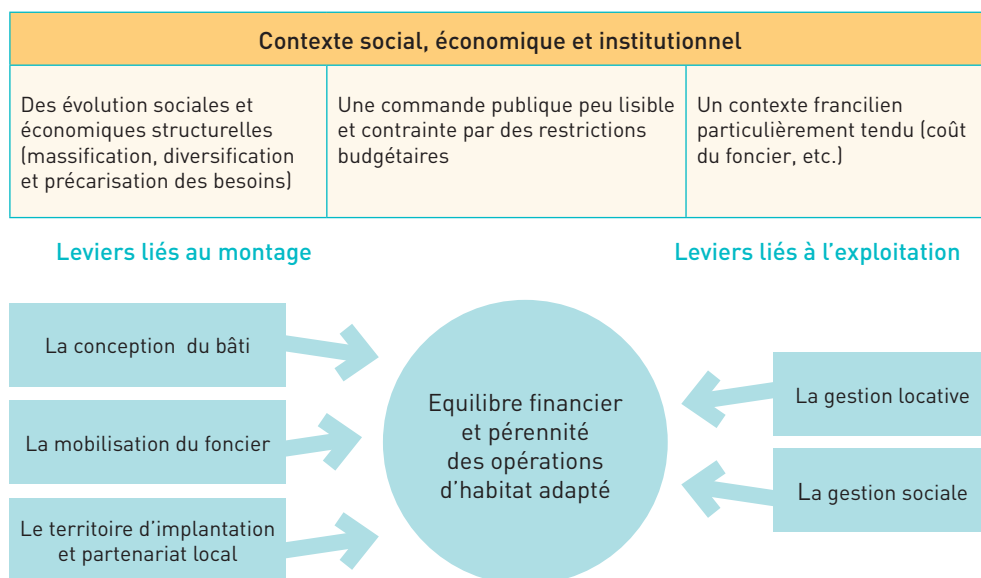 Contexte social, économique et institutionnel
Des évolution sociales et
économiques structurelles
(massification, diversification
et précarisation des besoins)
Une commande publique peu lisible
et contrainte par des restrictions
budgétaires
Un contexte francilien
particulièrement tendu (coût
du foncier, etc.)
Leviers liés au montage
Leviers liés à l’exploitation
La conception du bâti
La mobilisation du foncier
Le territoire d’implantation
et partenariat local
Equilibre financier
et pérennité
des opérations
d’habitat adapté
La gestion locative
La gestion sociale